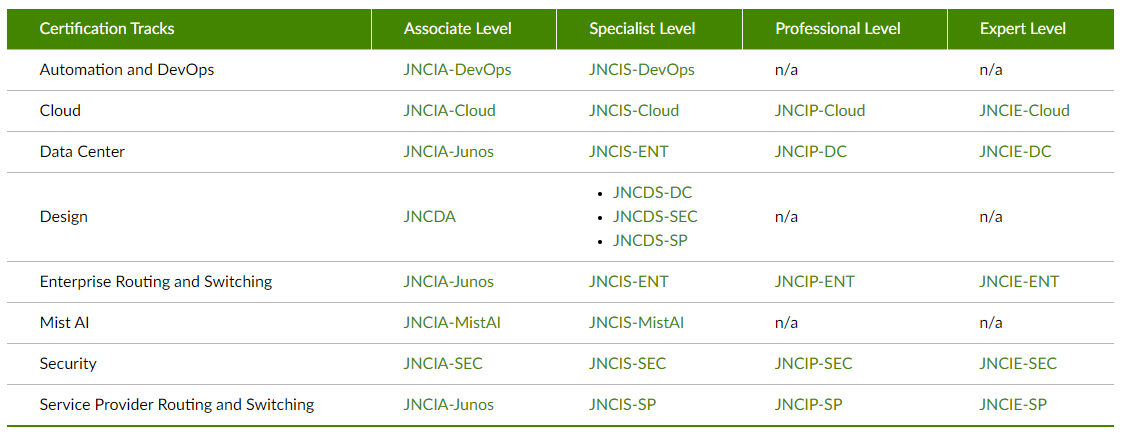 Certification Tracks Associate Level Specialist Level Professional Level Expert Level
Automation and DevOps JNCIA-DevOps JNCIS-DevOps n/a n/a
Cloud JNCIA-Cloud JNCIS-Cloud JNCIP-Cloud JNCIE-Cloud
Data Center JNCIA-Junos JNCIS-ENT JNCIP-DC JNCIE-DC
• JNCDS-DC
Design JNCDA • JNCDS-SEC n/a n/a
• JNCDS-SP
Enterprise Routing and Switching JNCIA-Junos JNCIS-ENT JNCIP-ENT JNCIE-ENT
Mist AI JNCIA-MistAI JNCIS-MistAI n/a n/a
Security JNCIA-SEC JNCIS-SEC JNCIP-SEC JNCIE-SEC
Service Provider Routing and Switching JNCIA-Junos JNCIS-SP JNCIP-SP JNCIE-SP